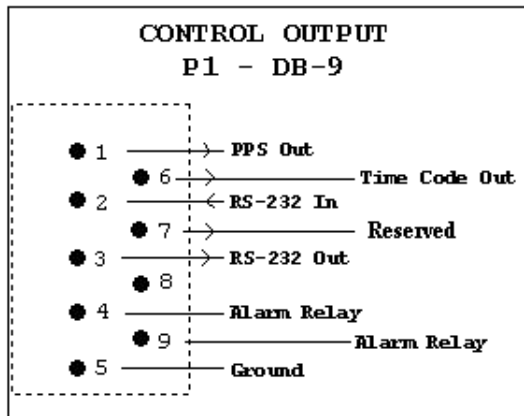 CONTROL OUTPUT
P1 - DB-9
1 PPS Out
6 Time Code Out
2 RS-232 In
7 Reserved
3 RS-232 Out
8
4 Alarm Relay
9 Alarm Relay
5 Ground